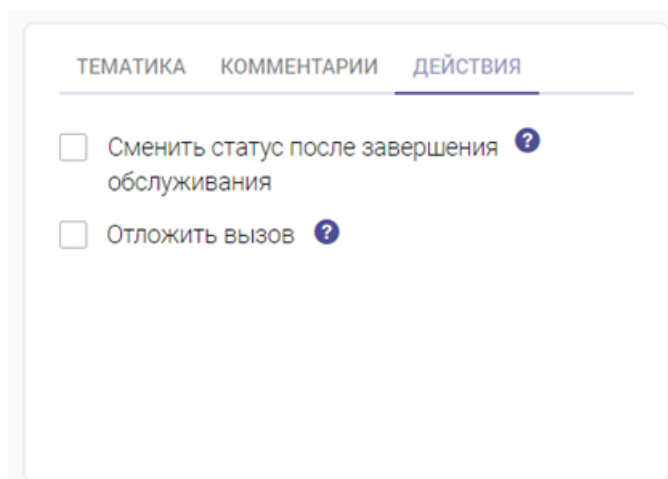 ТЕМАТИКА КОММЕНТАРИИ ДЕЙСТВИЯ
Сменить статус после завершения ?
обслуживания
Отложить вызов ?